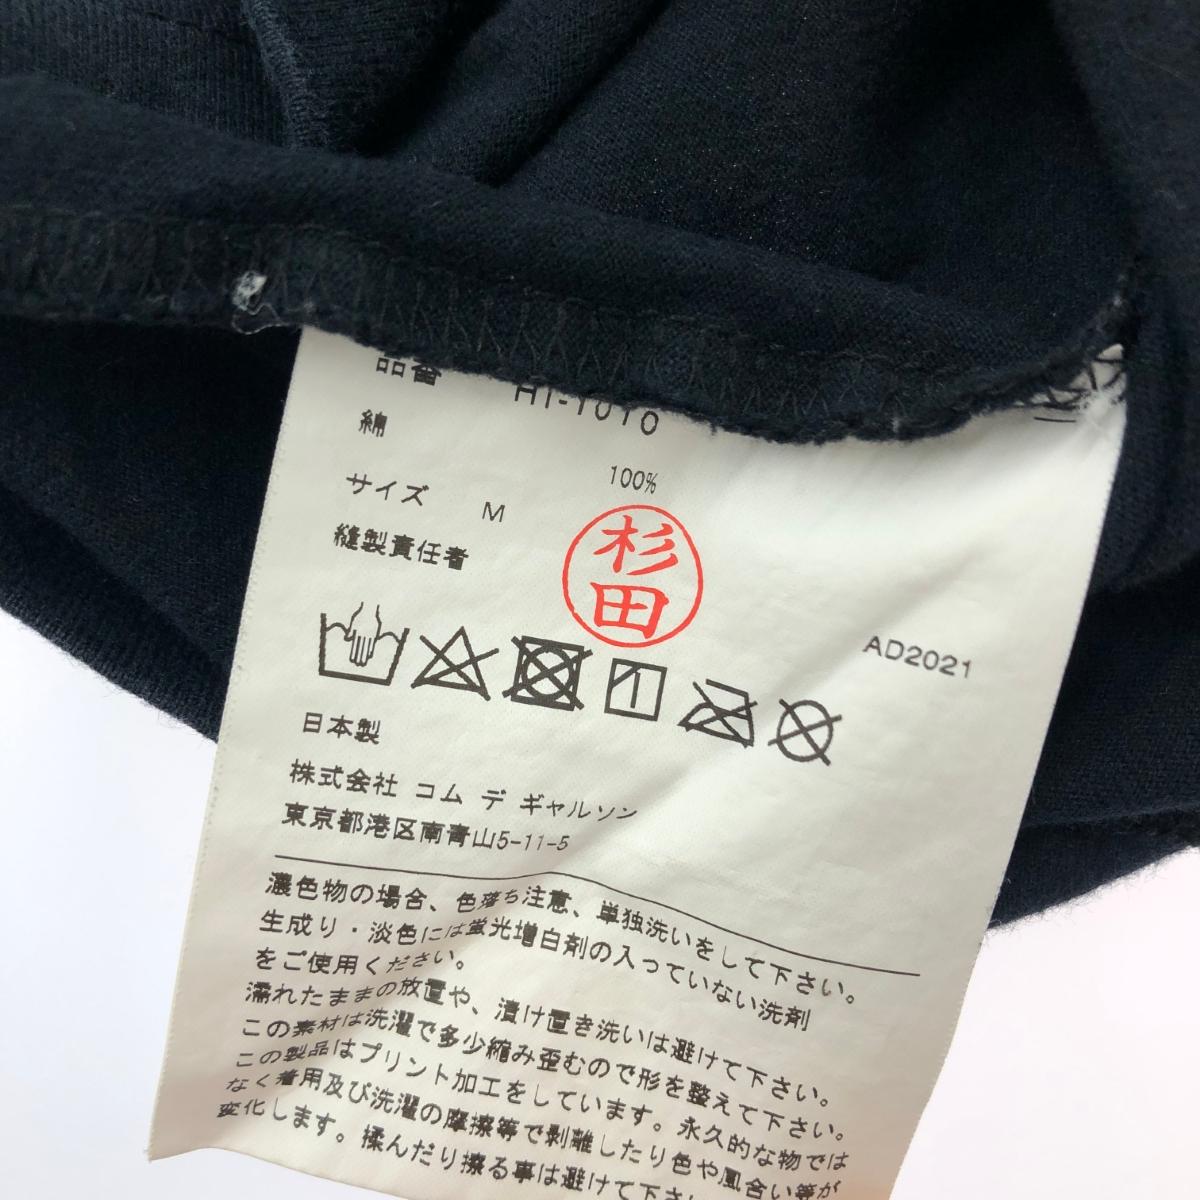 品番 HI-T010
綿 100%
サイズ M
縫製責任者 杉田
AD2021
日本製
株式会社 コム デ ギャルソン
東京都港区南青山5-11-5
濃色物の場合、色落ち注意、単独洗いをして下さい。
生成り・淡色には蛍光増白剤の入っていない洗剤
をご使用ください。
濡れたままの放置や、漬け置き洗いは避けて下さい。
この素材は洗濯で多少縮み歪むので形を整えて下さい。
この製品はプリント加工をしています。永久的な物では
なく着用及び洗濯の摩擦等で剥離したり色や風合い等が
変化します。揉んだり擦る事は避けて下さい